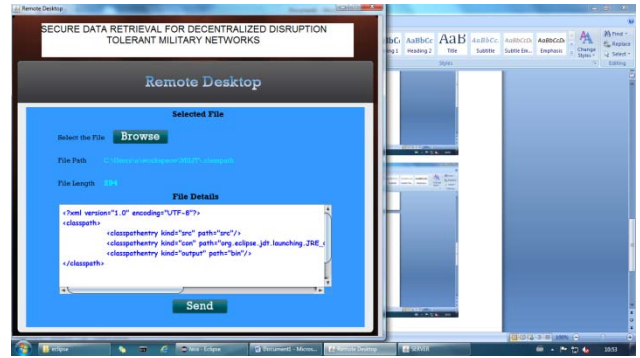 Remote Desktop
SECURE DATA RETRIEVAL FOR DECENTRALIZED DISRUPTION
TOLERANT MILITARY NETWORKS
Remote Desktop
Selected File
Select the File Browse
File Path
File Length 394
File Details
<?xml version="1.0" encoding="UTF-8"?>
<classpath>
<classpathentry kind="src" path="src"/>
<classpathentry kind="con" path="org.eclipse.jdt.launching.JRE_
<classpathentry kind="output" path="bin"/>
</classpath>
Send
AaBbCc AaB AaBbCc AaBbCcDc AaBbCcDc
Heading 2 Title Subtitle Subtle Em... Emphasis Change Styles
Find
Replace
Select
Styles Editing
eclipse Java - Eclipse Document1 - Micros... Remote Desktop SERVER 10:53